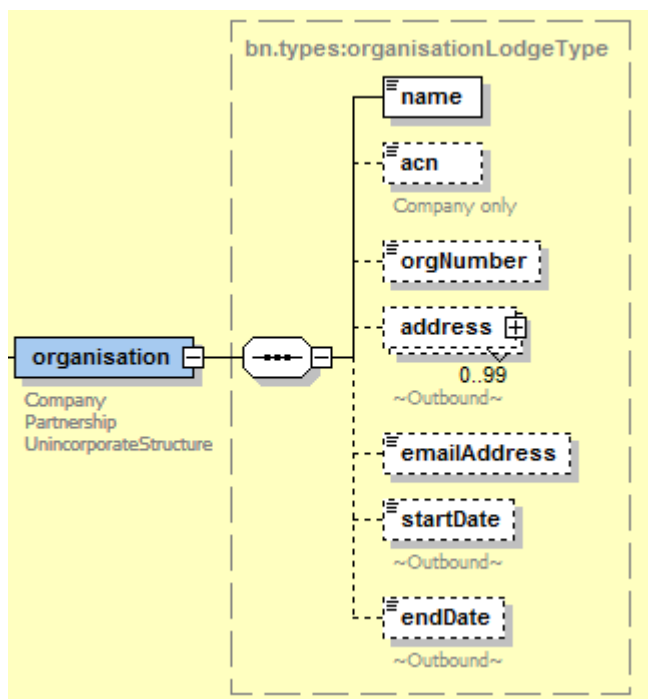 bn.types:organisationLodgeType
name
acn
Company only
orgNumber
address
0..99
~Outbound~
organisation
Company
Partnership
UnincorporateStructure
emailAddress
startDate
~Outbound~
endDate
~Outbound~